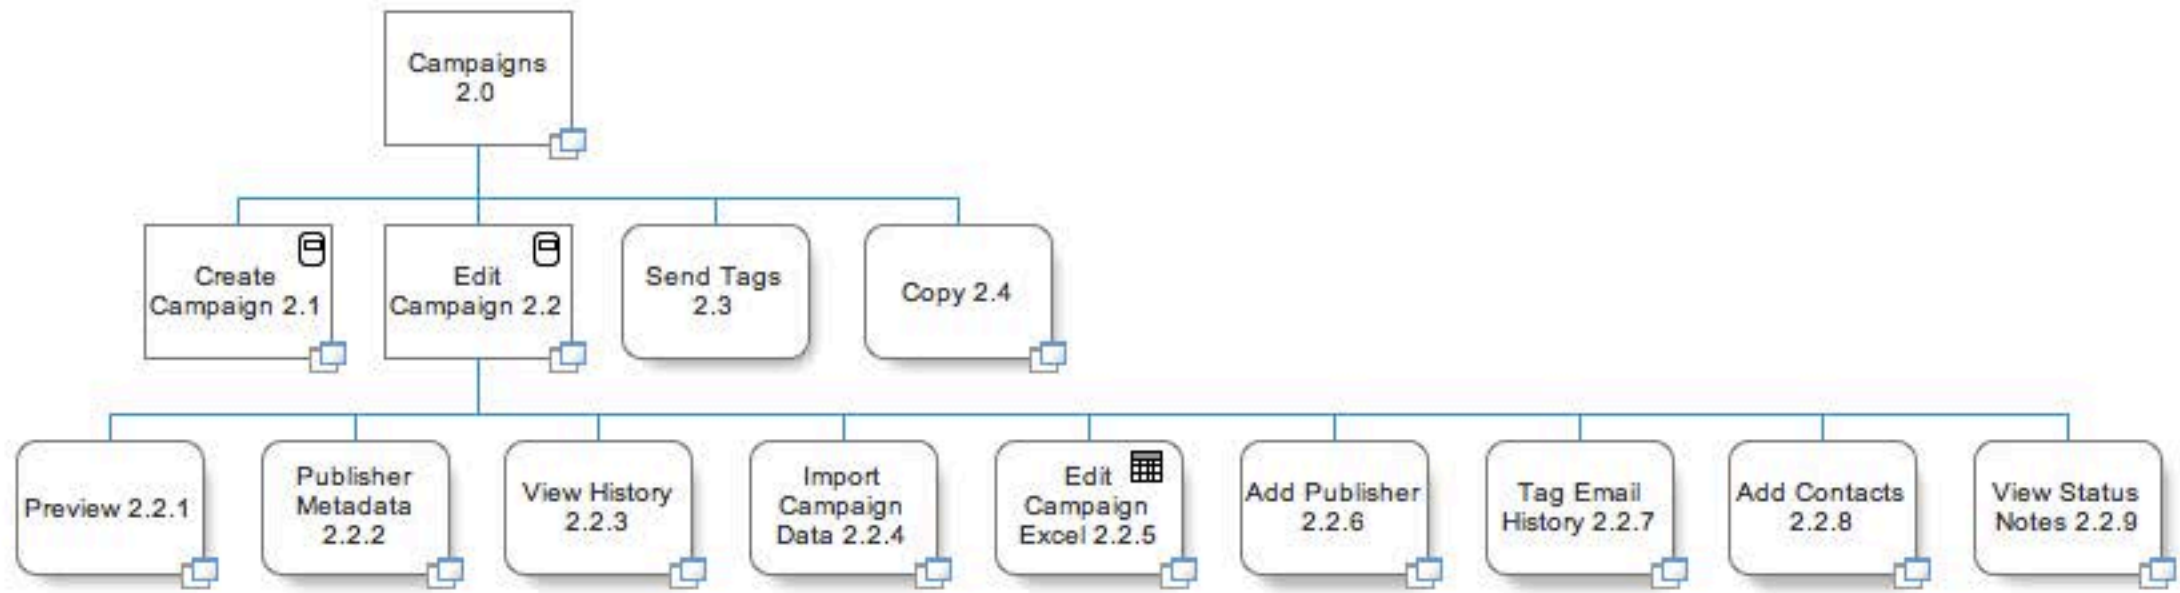 Campaigns
2.0
Create
Campaign 2.1
Edit
Campaign 2.2
Send Tags
2.3
Copy 2.4
Preview 2.2.1
Publisher
Metadata
2.2.2
View History
2.2.3
Import
Campaign
Data 2.2.4
Edit
Campaign
Excel 2.2.5
Add Publisher
2.2.6
Tag Email
History 2.2.7
Add Contacts
2.2.8
View Status
Notes 2.2.9